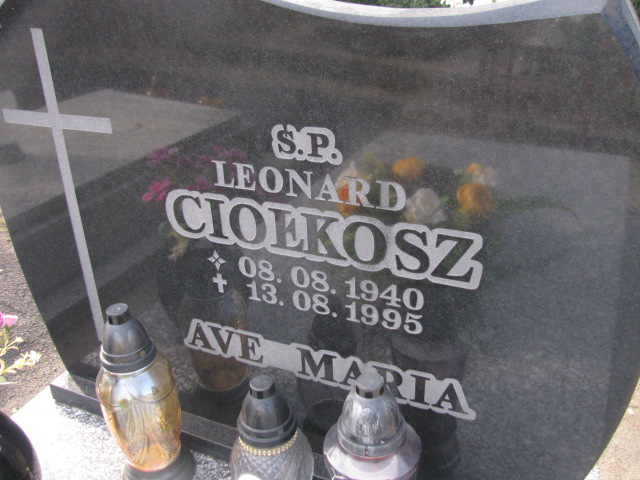 Ś.P.
LEONARD
CIOŁKOSZ
08. 08. 1940
13. 08. 1995
AVE MARIA